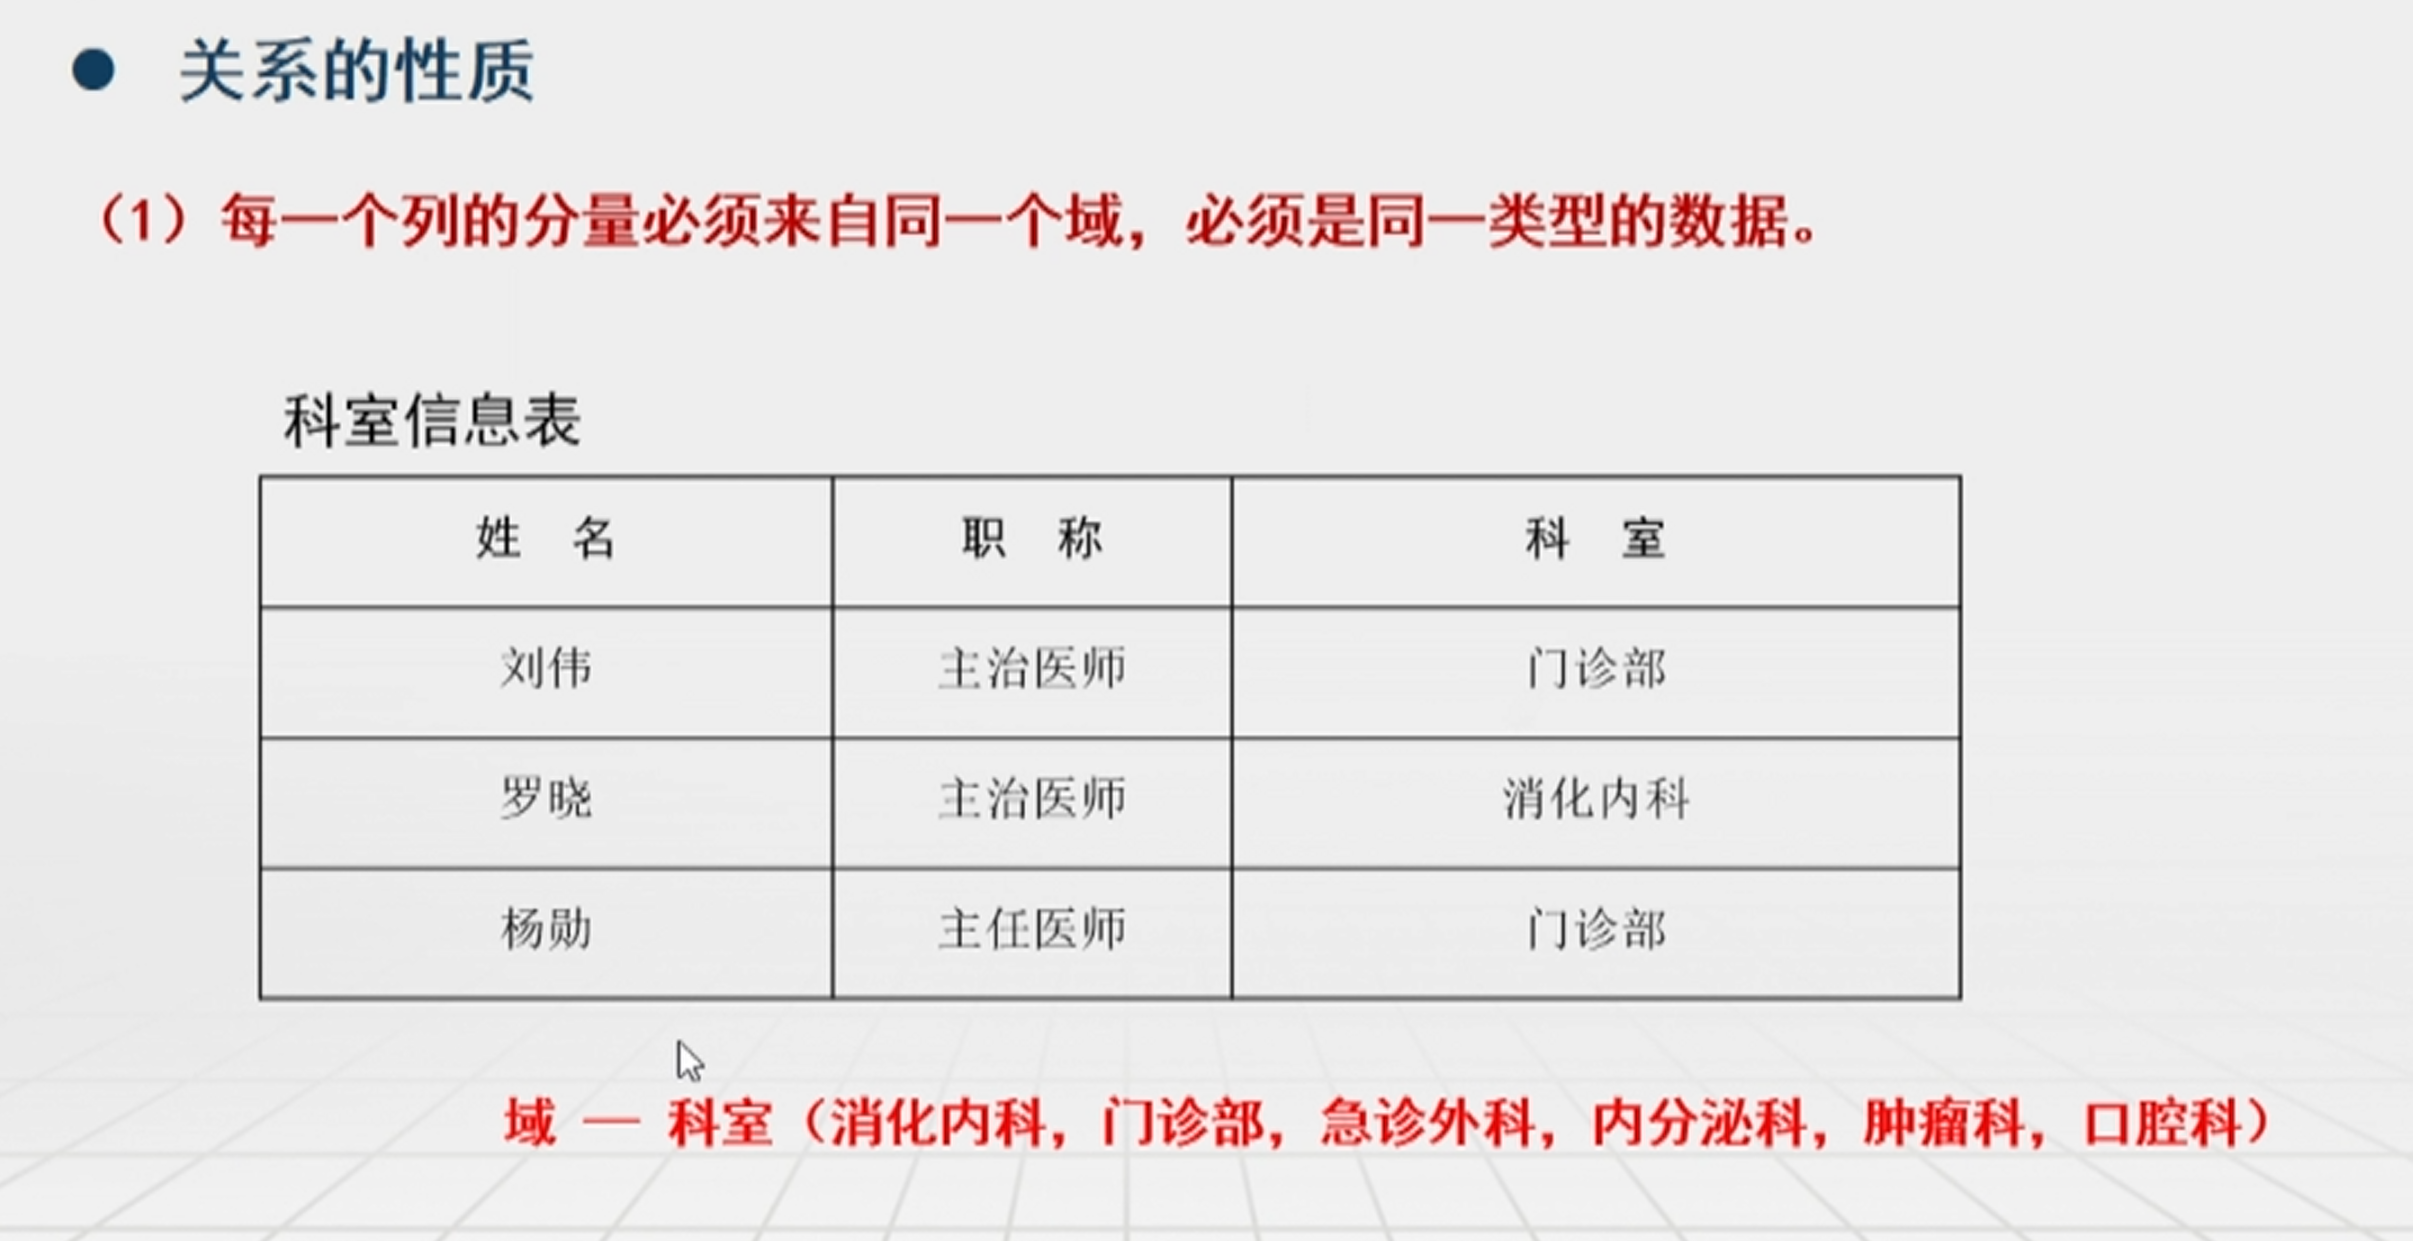 ● 关系的性质
（1）每一个列的分量必须来自同一个域，必须是同一类型的数据。
科室信息表
姓 名 职 称 科 室
刘伟 主治医师 门诊部
罗晓 主治医师 消化内科
杨勋 主任医师 门诊部
域 — 科室（消化内科，门诊部，急诊外科，内分泌科，肿瘤科，口腔科）